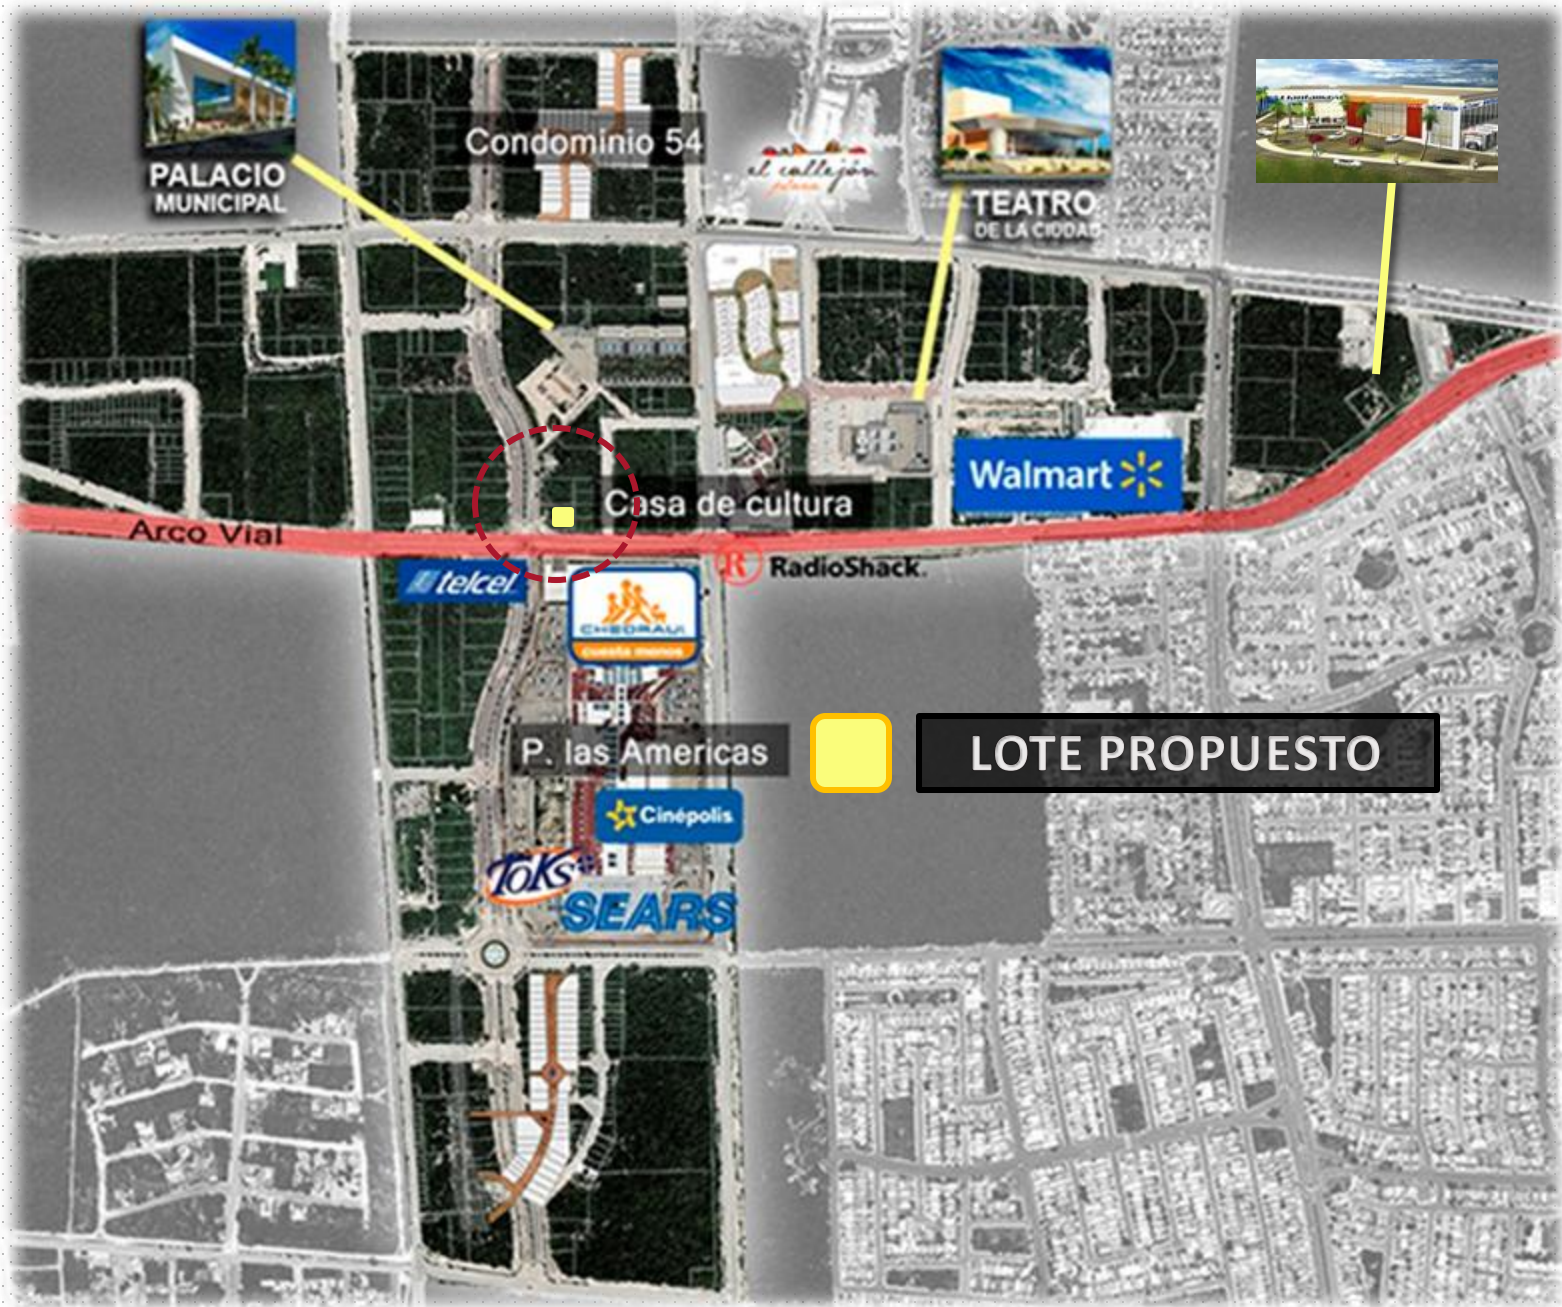 Condominio 54
PALACIO
MUNICIPAL
el callejón
plaza
TEATRO
DE LA CIUDAD
Walmart
Casa de cultura
Arco Vial
telcel
R RadioShack.
CHEDRAUI
cuesta menos
P. las Americas
LOTE PROPUESTO
Cinépolis
TOKS
SEARS